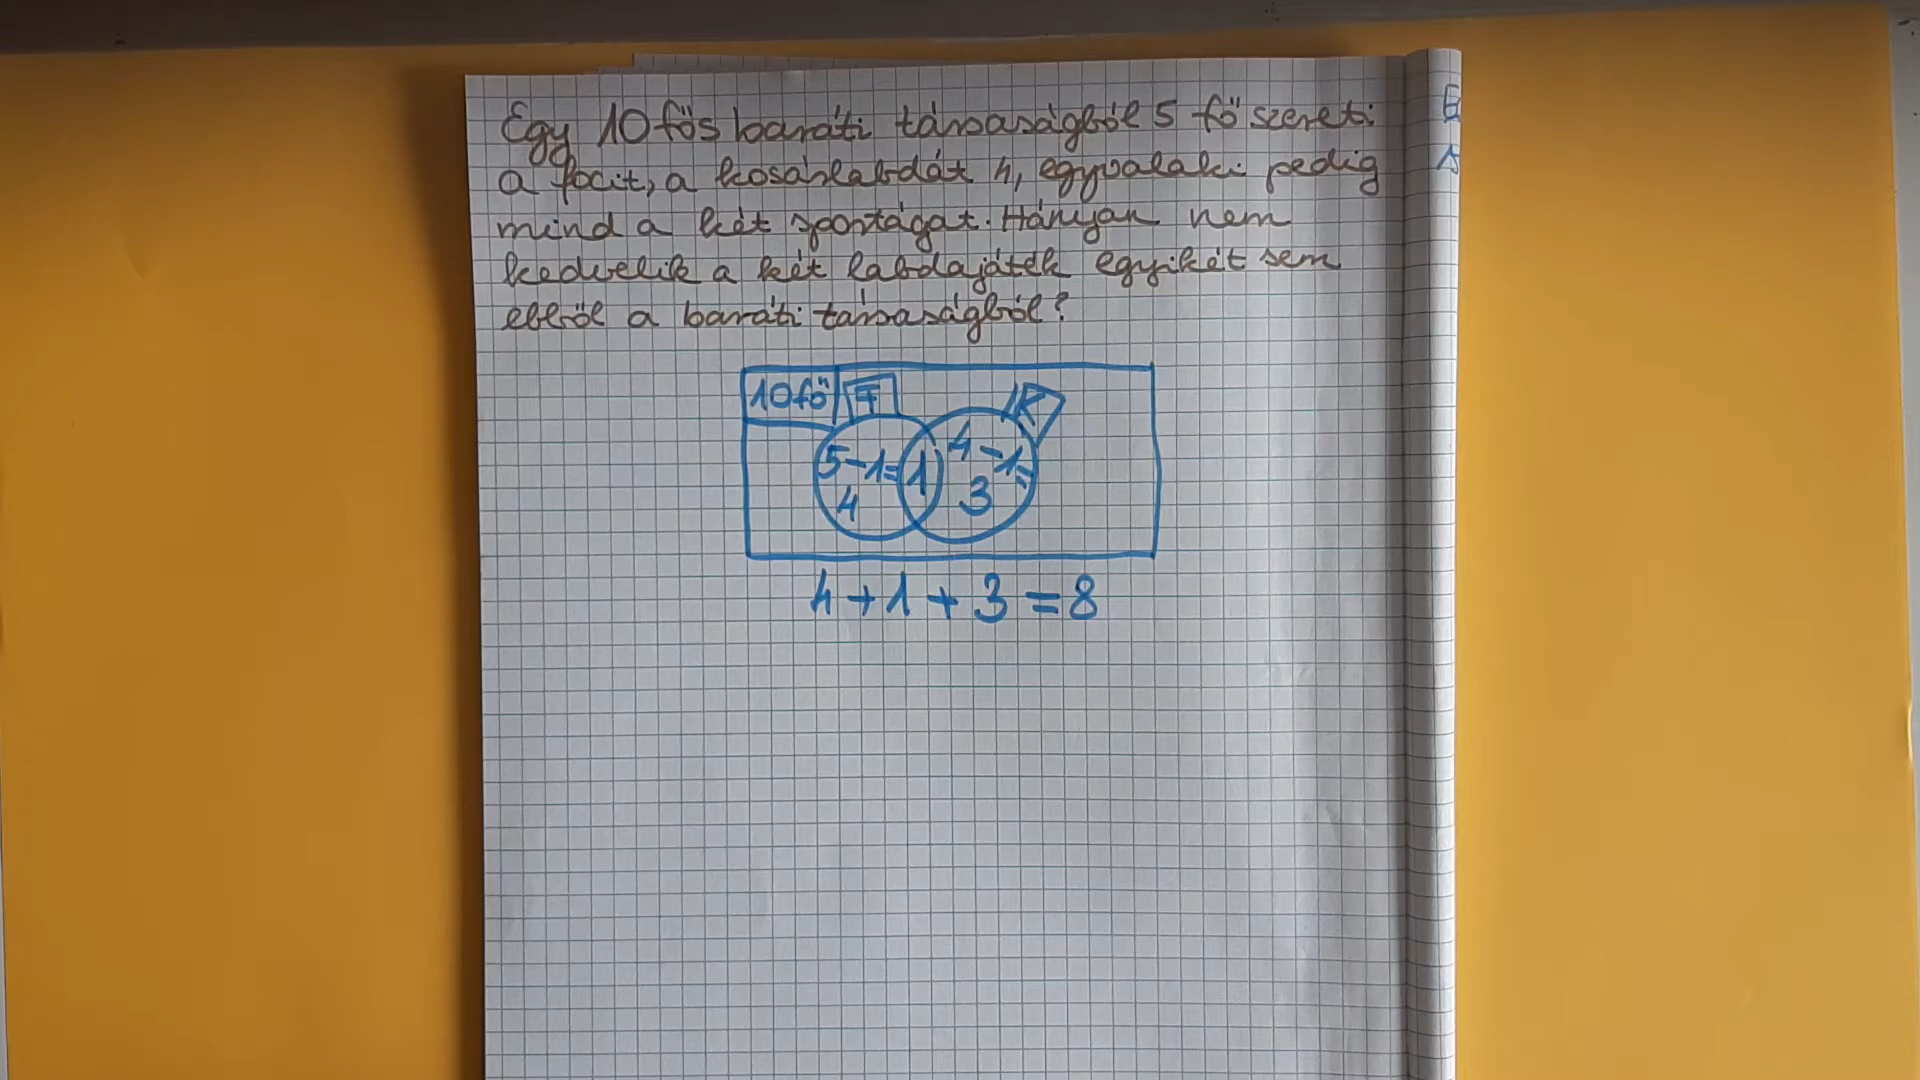 Egy 10 fős baráti társaságból 5 fő szereti
a focit, a kosárlabdát 4, egyvalaki pedig
mind a két sportágat. Hányan nem
kedvelik a két labdajáték egyikét sem
ebből a baráti társaságból?
10 fő F K
5-1= 1 4-1=
4 3
4+1+3=8